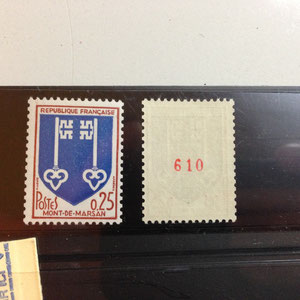 REPUBLIQUE FRANÇAISE
POSTES 0,25
MONT-DE-MARSAN
610